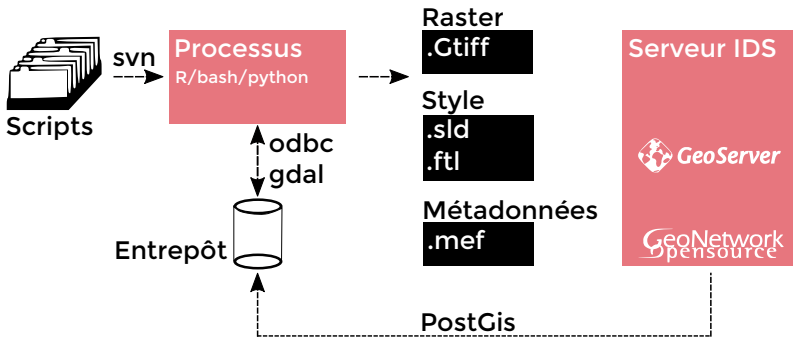 Scripts
svn
Processus
R/bash/python
odbc
gdal
Entrepôt
Raster
.Gtiff
Style
.sld
.ftl
Métadonnées
.mef
Serveur IDS
GeoServer
GeoNetwork
Opensource
PostGis